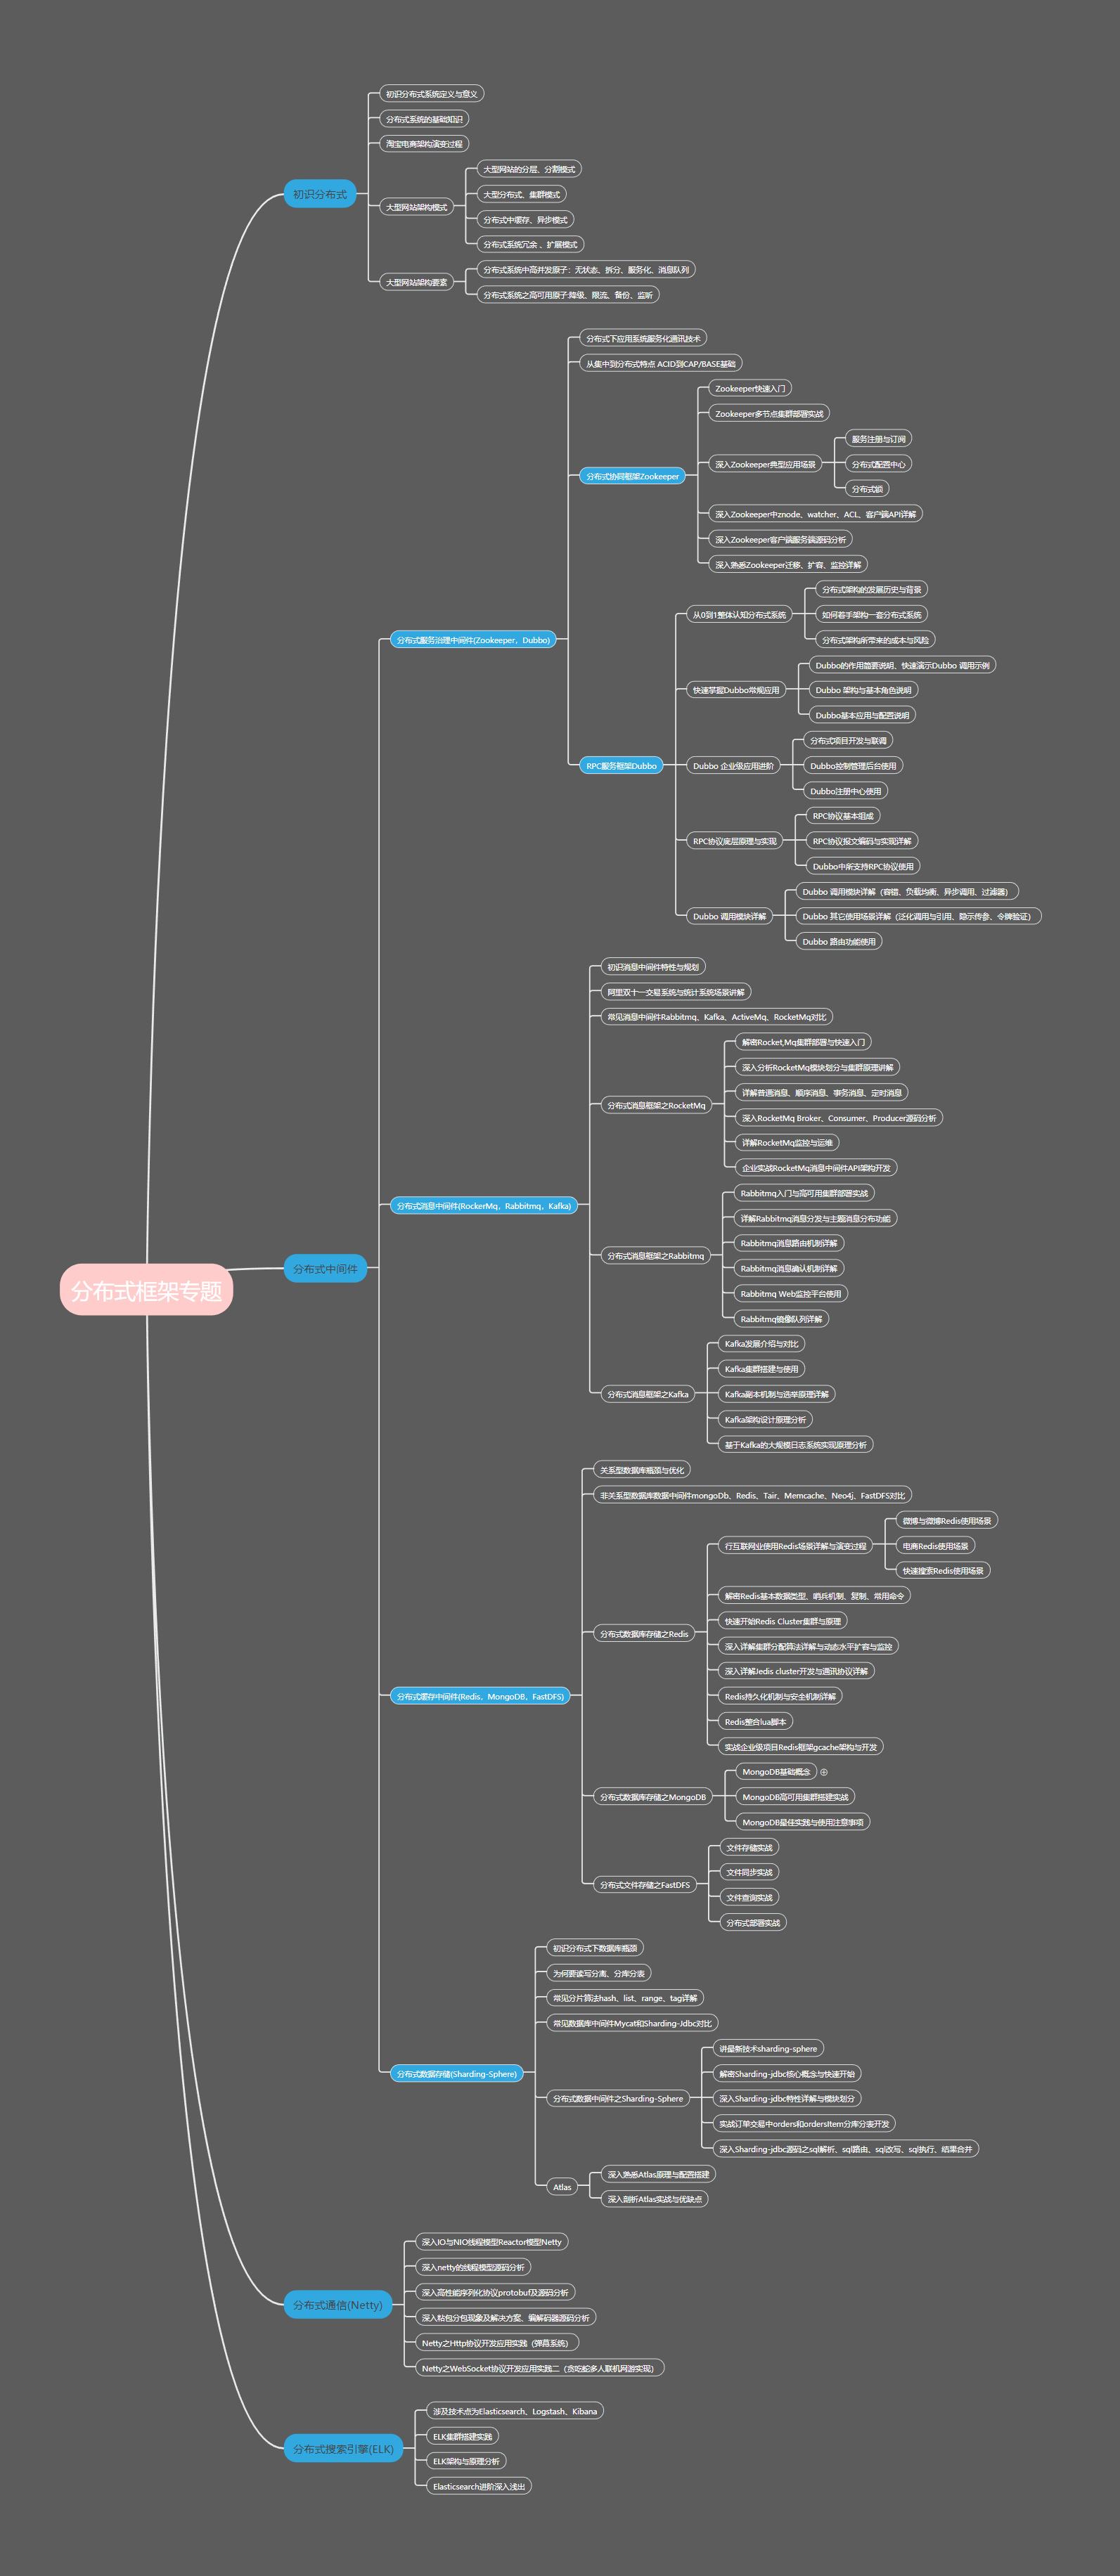 分布式框架专题
初识分布式
初识分布式系统定义与意义
分布式系统的基础知识
淘宝电商架构演变过程
大型网站架构模式
大型网站的分层、分割模式
大型分布式、集群模式
分布式中缓存、异步模式
分布式系统冗余 、扩展模式
大型网站架构要素
分布式系统中高并发原子：无状态、拆分、服务化、消息队列
分布式系统之高可用原子:降级、限流、备份、监听
分布式中间件
分布式服务治理中间件(Zookeeper，Dubbo)
分布式下应用系统服务化通讯技术
从集中到分布式特点 ACID到CAP/BASE基础
分布式协同框架Zookeeper
Zookeeper快速入门
Zookeeper多节点集群部署实战
深入Zookeeper典型应用场景
服务注册与订阅
分布式配置中心
分布式锁
深入Zookeeper中znode、watcher、ACL、客户端API详解
深入Zookeeper客户端服务端源码分析
深入熟悉Zookeeper迁移、扩容、监控详解
RPC服务框架Dubbo
从0到1整体认知分布式系统
分布式架构的发展历史与背景
如何着手架构一套分布式系统
分布式架构所带来的成本与风险
快速掌握Dubbo常规应用
Dubbo的作用简要说明、快速演示Dubbo 调用示例
Dubbo 架构与基本角色说明
Dubbo基本应用与配置说明
Dubbo 企业级应用进阶
分布式项目开发与联调
Dubbo控制管理后台使用
Dubbo注册中心使用
RPC协议底层原理与实现
RPC协议基本组成
RPC协议报文编码与实现详解
Dubbo中所支持RPC协议使用
Dubbo 调用模块详解
Dubbo 调用模块详解（容错、负载均衡、异步调用、过滤器）
Dubbo 其它使用场景详解（泛化调用与引用、隐示传参、令牌验证）
Dubbo 路由功能使用
分布式消息中间件(RockerMq，Rabbitmq，Kafka)
初识消息中间件特性与规划
阿里双十一交易系统与统计系统场景讲解
常见消息中间件Rabbitmq、Kafka、ActiveMq、RocketMq对比
分布式消息框架之RocketMq
解密Rocket,Mq集群部署与快速入门
深入分析RocketMq模块划分与集群原理讲解
详解普通消息、顺序消息、事务消息、定时消息
深入RocketMq Broker、Consumer、Producer源码分析
详解RocketMq监控与运维
企业实战RocketMq消息中间件API架构开发
分布式消息框架之Rabbitmq
Rabbitmq入门与高可用集群部署实战
详解Rabbitmq消息分发与主题消息分布功能
Rabbitmq消息路由机制详解
Rabbitmq消息确认机制详解
Rabbitmq Web监控平台使用
Rabbitmq镜像队列详解
分布式消息框架之Kafka
Kafka发展介绍与对比
Kafka集群搭建与使用
Kafka副本机制与选举原理详解
Kafka架构设计原理分析
基于Kafka的大规模日志系统实现原理分析
分布式缓存中间件(Redis，MongoDB，FastDFS)
关系型数据库瓶颈与优化
非关系型数据库数据中间件mongoDb、Redis、Tair、Memcache、Neo4j、FastDFS对比
分布式数据库存储之Redis
行互联网业使用Redis场景详解与演变过程
微博与微博Redis使用场景
电商Redis使用场景
快速搜索Redis使用场景
解密Redis基本数据类型、哨兵机制、复制、常用命令
快速开始Redis Cluster集群与原理
深入详解集群分配算法详解与动态水平扩容与监控
深入详解Jedis cluster开发与通讯协议详解
Redis持久化机制与安全机制详解
Redis整合lua脚本
实战企业级项目Redis框架gcache架构与开发
分布式数据库存储之MongoDB
MongoDB基础概念
MongoDB高可用集群搭建实战
MongoDB最佳实践与使用注意事项
分布式文件存储之FastDFS
文件存储实战
文件同步实战
文件查询实战
分布式部署实战
分布式数据存储(Sharding-Sphere)
初识分布式下数据库瓶颈
为何要读写分离、分库分表
常见分片算法hash、list、range、tag详解
常见数据库中间件Mycat和Sharding-Jdbc对比
分布式数据中间件之Sharding-Sphere
讲最新技术sharding-sphere
解密Sharding-jdbc核心概念与快速开始
深入Sharding-jdbc特性详解与模块划分
实战订单交易中orders和ordersItem分库分表开发
深入Sharding-jdbc源码之sql解析、sql路由、sql改写、sql执行、结果合并
Atlas
深入熟悉Atlas原理与配置搭建
深入剖析Atlas实战与优缺点
分布式通信(Netty)
深入IO与NIO线程模型Reactor模型Netty
深入netty的线程模型源码分析
深入高性能序列化协议protobuf及源码分析
深入粘包分包现象及解决方案、编解码器源码分析
Netty之Http协议开发应用实践（弹幕系统）
Netty之WebSocket协议开发应用实践二（贪吃蛇多人联机网游实现）
分布式搜索引擎(ELK)
涉及技术点为Elasticsearch、Logstash、Kibana
ELK集群搭建实践
ELK架构与原理分析
Elasticsearch进阶深入浅出